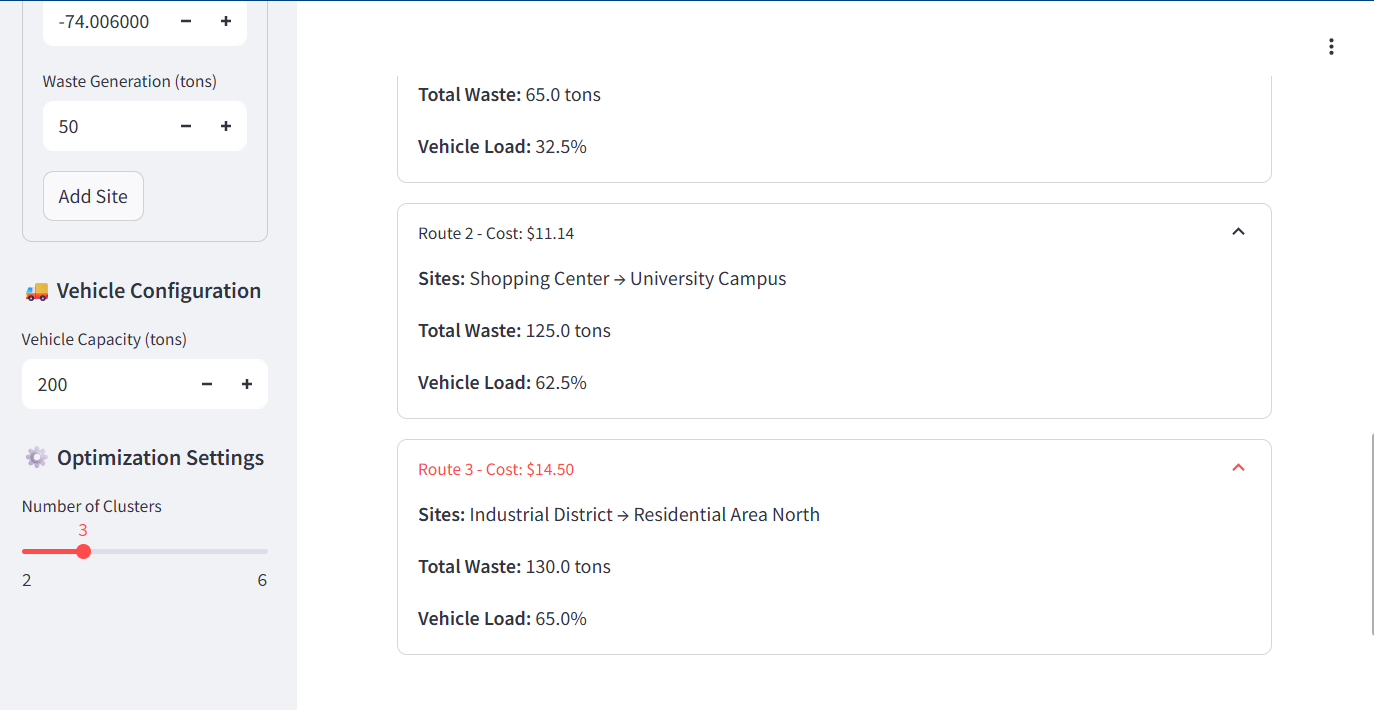 -74.006000
Waste Generation (tons)
50
Add Site
Vehicle Configuration
Vehicle Capacity (tons)
200
Optimization Settings
Number of Clusters
3
2 6
Total Waste: 65.0 tons
Vehicle Load: 32.5%
Route 2 - Cost: $11.14
Sites: Shopping Center → University Campus
Total Waste: 125.0 tons
Vehicle Load: 62.5%
Route 3 - Cost: $14.50
Sites: Industrial District → Residential Area North
Total Waste: 130.0 tons
Vehicle Load: 65.0%